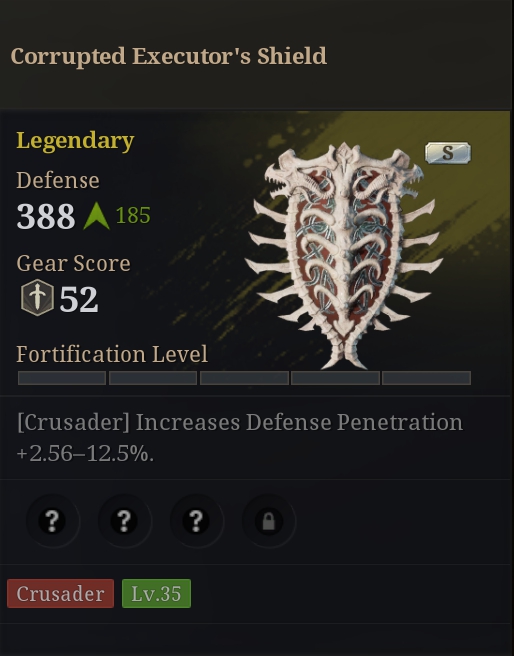 Corrupted Executor's Shield
Legendary
S
Defense
388 185
Gear Score
52
Fortification Level
[Crusader] Increases Defense Penetration
+2.56–12.5%.
? ? ?
Crusader Lv.35